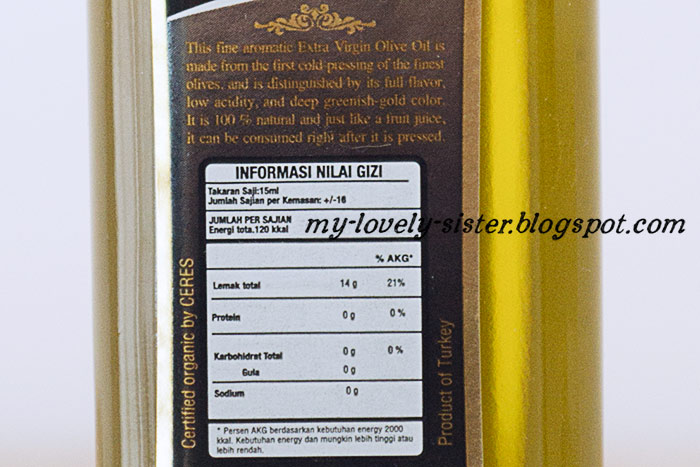 This fine aromatic Extra Virgin Olive Oil is
made from the first cold-pressing of the finest
olives, and is distinguished by its full flavor,
low acidity, and deep greenish-gold color.
It is 100 % natural and just like a fruit juice,
it can be consumed right after it is pressed.
INFORMASI NILAI GIZI
Takaran Saji:15ml
Jumlah Sajian per Kemasan: +/-16
JUMLAH PER SAJIAN
Energi tota,120 kkal
my-lovely-sister.blogspot.com
% AKG*
Lemak total 14 g 21%
Protein 0 g 0 %
Karbohidrat Total 0 g 0 %
Gula 0 g
Sodium 0 g
* Persen AKG berdasarkan kebutuhan energy 2000
kkal. Kebutuhan energy dan mungkin lebih tinggi atau
lebih rendah.
Certified organic by CERES
Product of Turkey